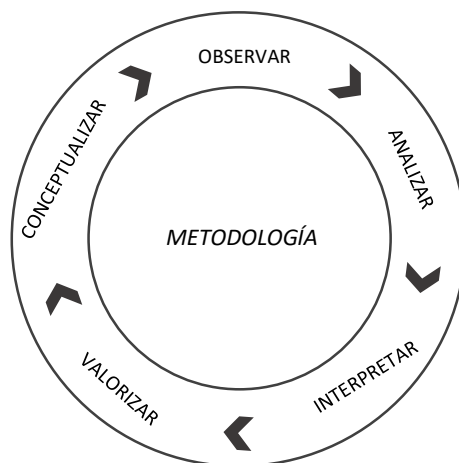 OBSERVAR
ANALIZAR
INTERPRETAR
VALORIZAR
CONCEPTUALIZAR
METODOLOGÍA